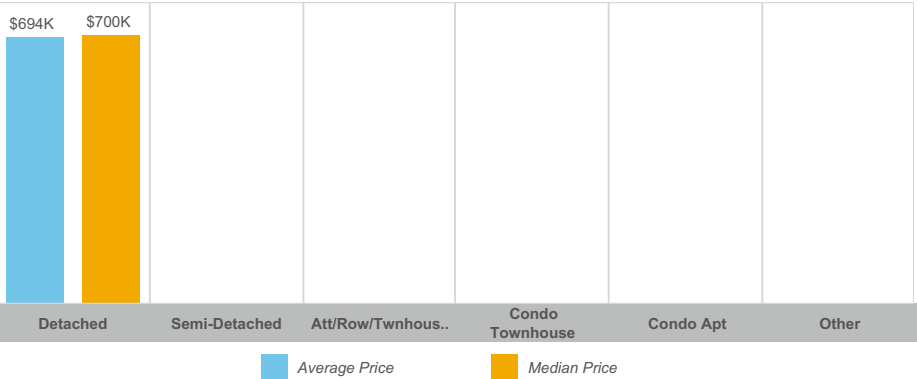 $694K
$700K
Detached
Semi-Detached
Att/Row/Twnhous..
Condo
Townhouse
Condo Apt
Other
Average Price
Median Price